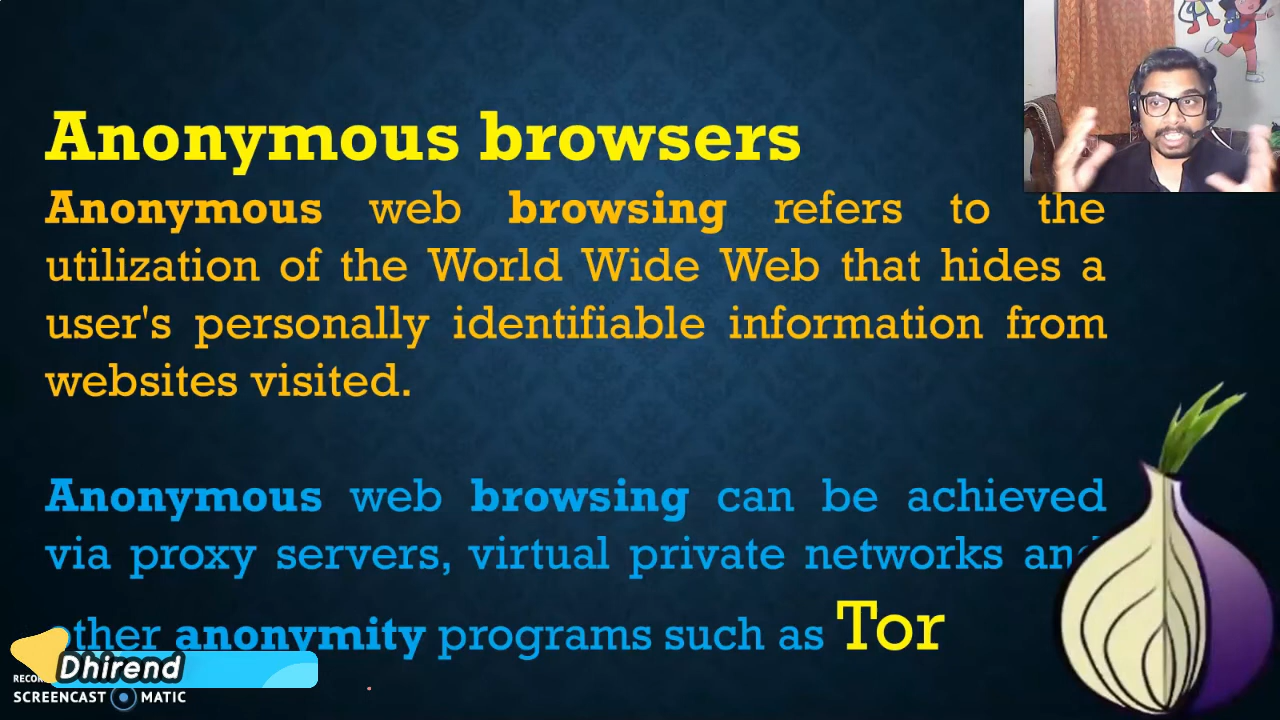 Anonymous browsers
Anonymous web browsing refers to the
utilization of the World Wide Web that hides a
user's personally identifiable information from
websites visited.
Anonymous web browsing can be achieved
via proxy servers, virtual private networks and
other anonymity programs such as Tor
Dhirend
SCREENCAST MATIC